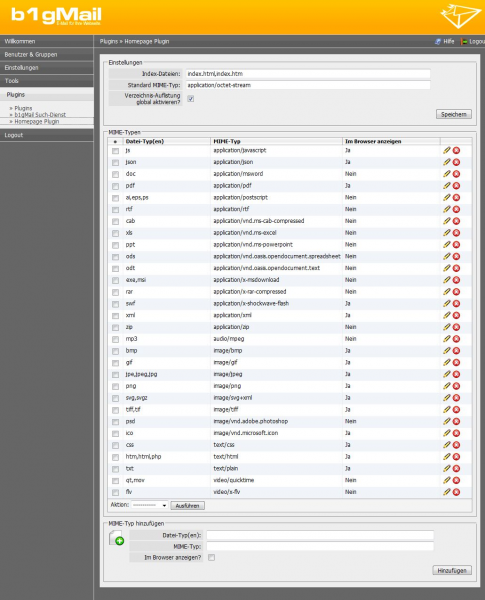 b1gMail
E-Mail für Ihre Webseite
Willkommen
Benutzer & Gruppen
Einstellungen
Tools
Plugins
» Plugins
» b1gMail Such-Dienst
» Homepage Plugin
Logout
Plugins » Homepage Plugin
Hilfe
Logou
Einstellungen
Index-Dateien: index.html,index.htm
Standard MIME-Typ: application/octet-stream
Verzeichnis-Auflistung
global aktivieren?
Speichern
MIME-Typen
Datei-Typ(en) MIME-Typ Im Browser anzeigen
js application/javascript Ja
json application/json Ja
doc application/msword Nein
pdf application/pdf Ja
ai,eps,ps application/postscript Nein
rtf application/rtf Nein
cab application/vnd.ms-cab-compressed Nein
xls application/vnd.ms-excel Nein
ppt application/vnd.ms-powerpoint Nein
ods application/vnd.oasis.opendocument.spreadsheet Nein
odt application/vnd.oasis.opendocument.text Nein
exe,msi application/x-msdownload Nein
rar application/x-rar-compressed Nein
swf application/x-shockwave-flash Ja
xml application/xml Ja
zip application/zip Nein
mp3 audio/mpeg Nein
bmp image/bmp Ja
gif image/gif Ja
jpe,jpeg,jpg image/jpeg Ja
png image/png Ja
svg,svgz image/svg+xml Ja
tiff,tif image/tiff Ja
psd image/vnd.adobe.photoshop Nein
ico image/vnd.microsoft.icon Ja
css text/css Ja
htm,html,php text/html Ja
txt text/plain Ja
qt,mov video/quicktime Nein
flv video/x-flv Nein
Aktion: ------------ Ausführen
MIME-Typ hinzufügen
Datei-Typ(en):
MIME-Typ:
Im Browser anzeigen?
Hinzufügen